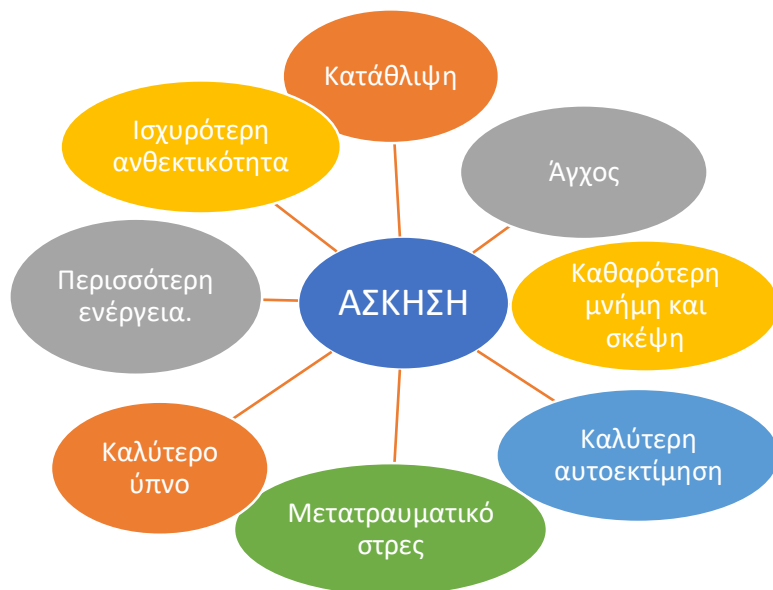 Κατάθλιψη
Ισχυρότερη
ανθεκτικότητα
Άγχος
Περισσότερη
ενέργεια.
ΑΣΚΗΣΗ
Καθαρότερη
μνήμη και
σκέψη
Καλύτερο
ύπνο
Καλύτερη
αυτοεκτίμηση
Μετατραυματικό
στρες